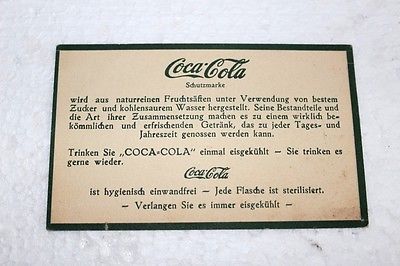 Coca-Cola
Schutzmarke
wird aus naturreinen Fruchtsäften unter Verwendung von bestem
Zucker und kohlensaurem Wasser hergestellt. Seine Bestandteile und
die Art ihrer Zusammensetzung machen es zu einem wirklich be-
kömmlichen und erfrischenden Getränk, das zu jeder Tages- und
Jahreszeit genossen werden kann.
Trinken Sie „COCA-COLA" einmal eisgekühlt — Sie trinken es
gerne wieder.
Coca-Cola
ist hygienisch einwandfrei — Jede Flasche ist sterilisiert.
— Verlangen Sie es immer eisgekühlt —